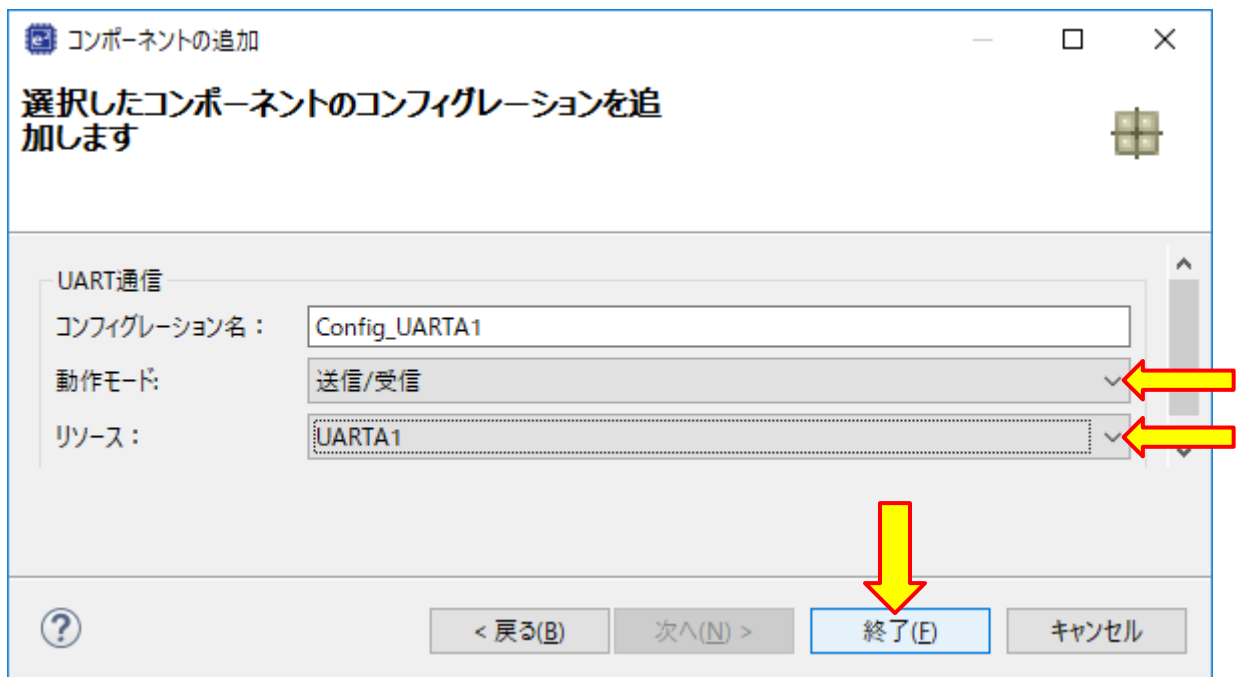 コンポーネントの追加
選択したコンポーネントのコンフィグレーションを追
加します
UART通信
コンフィグレーション名：
Config_UARTA1
動作モード:
送信/受信
リソース：
UARTA1
< 戻る(B)
次へ(N) >
終了(F)
キャンセル